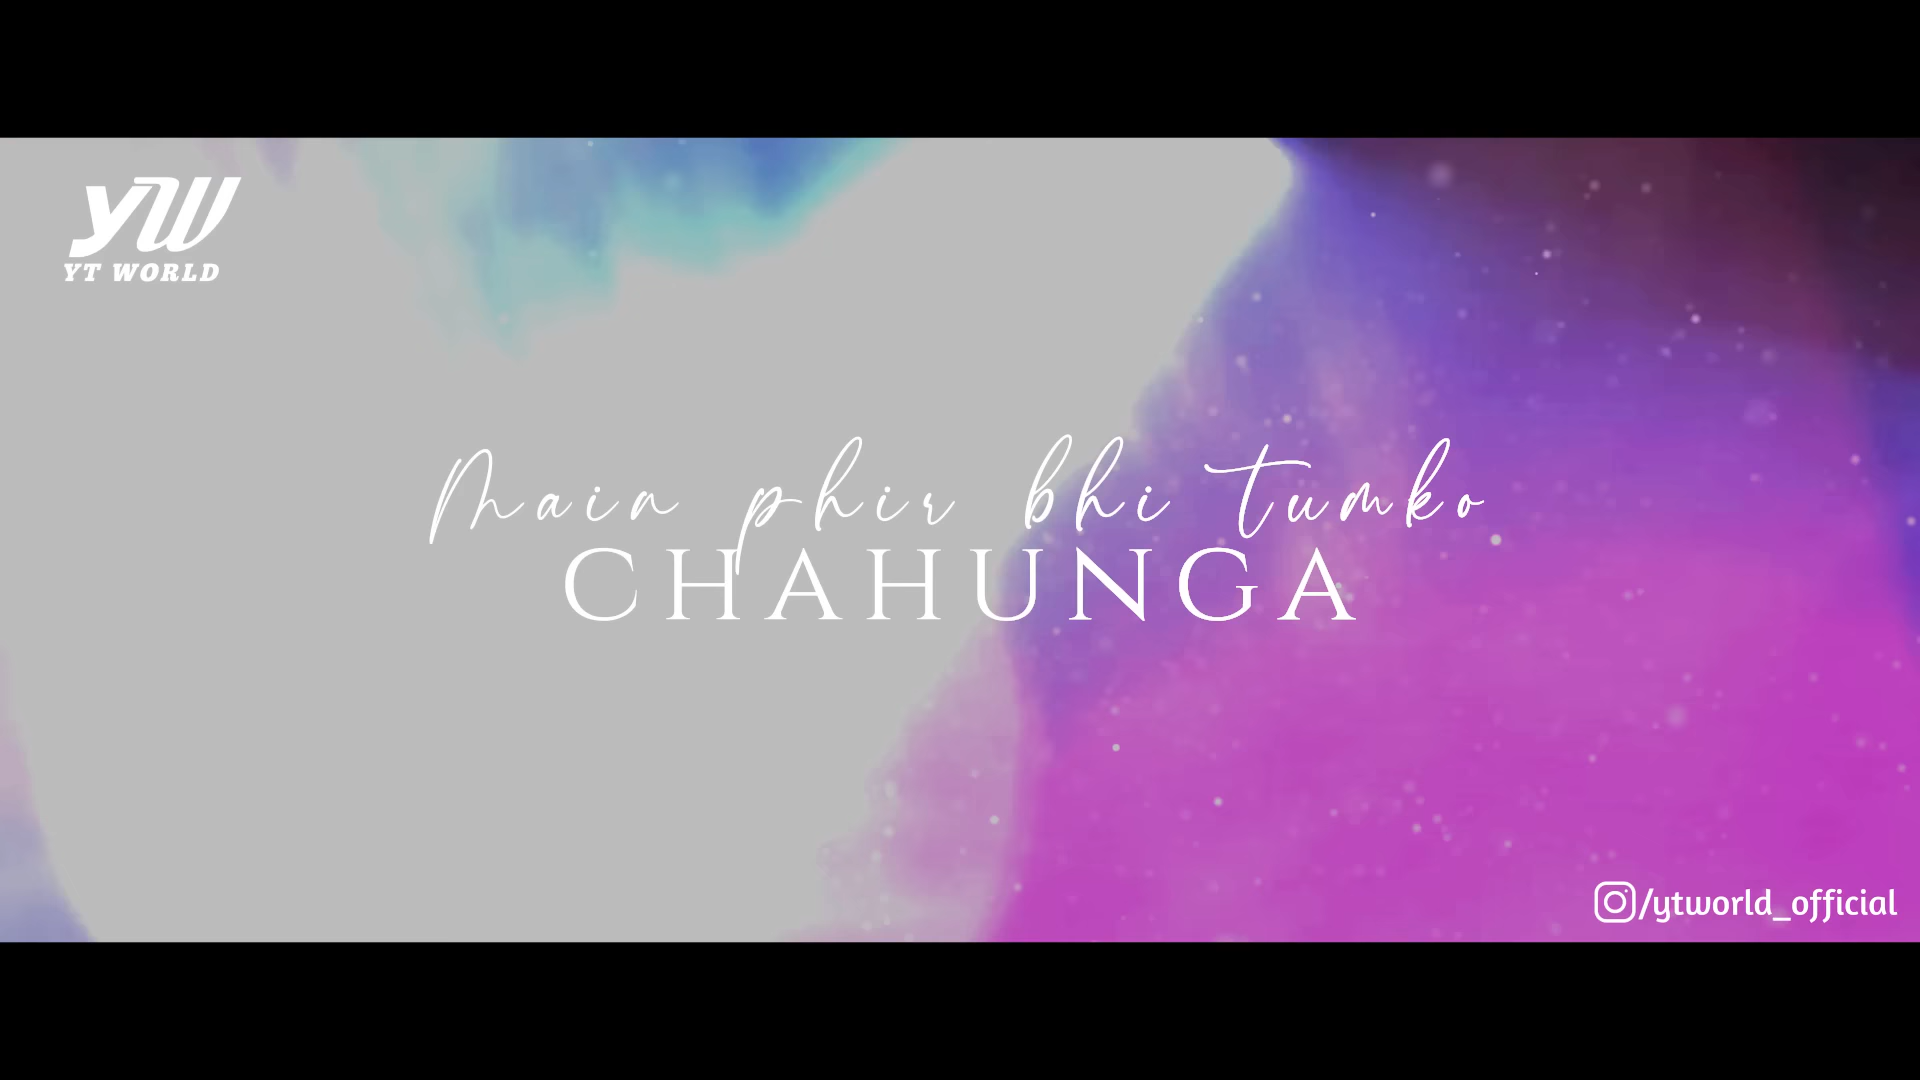 YW
YT WORLD
Main phir bhi tumko
CHAHUNGA
/ytworld_official